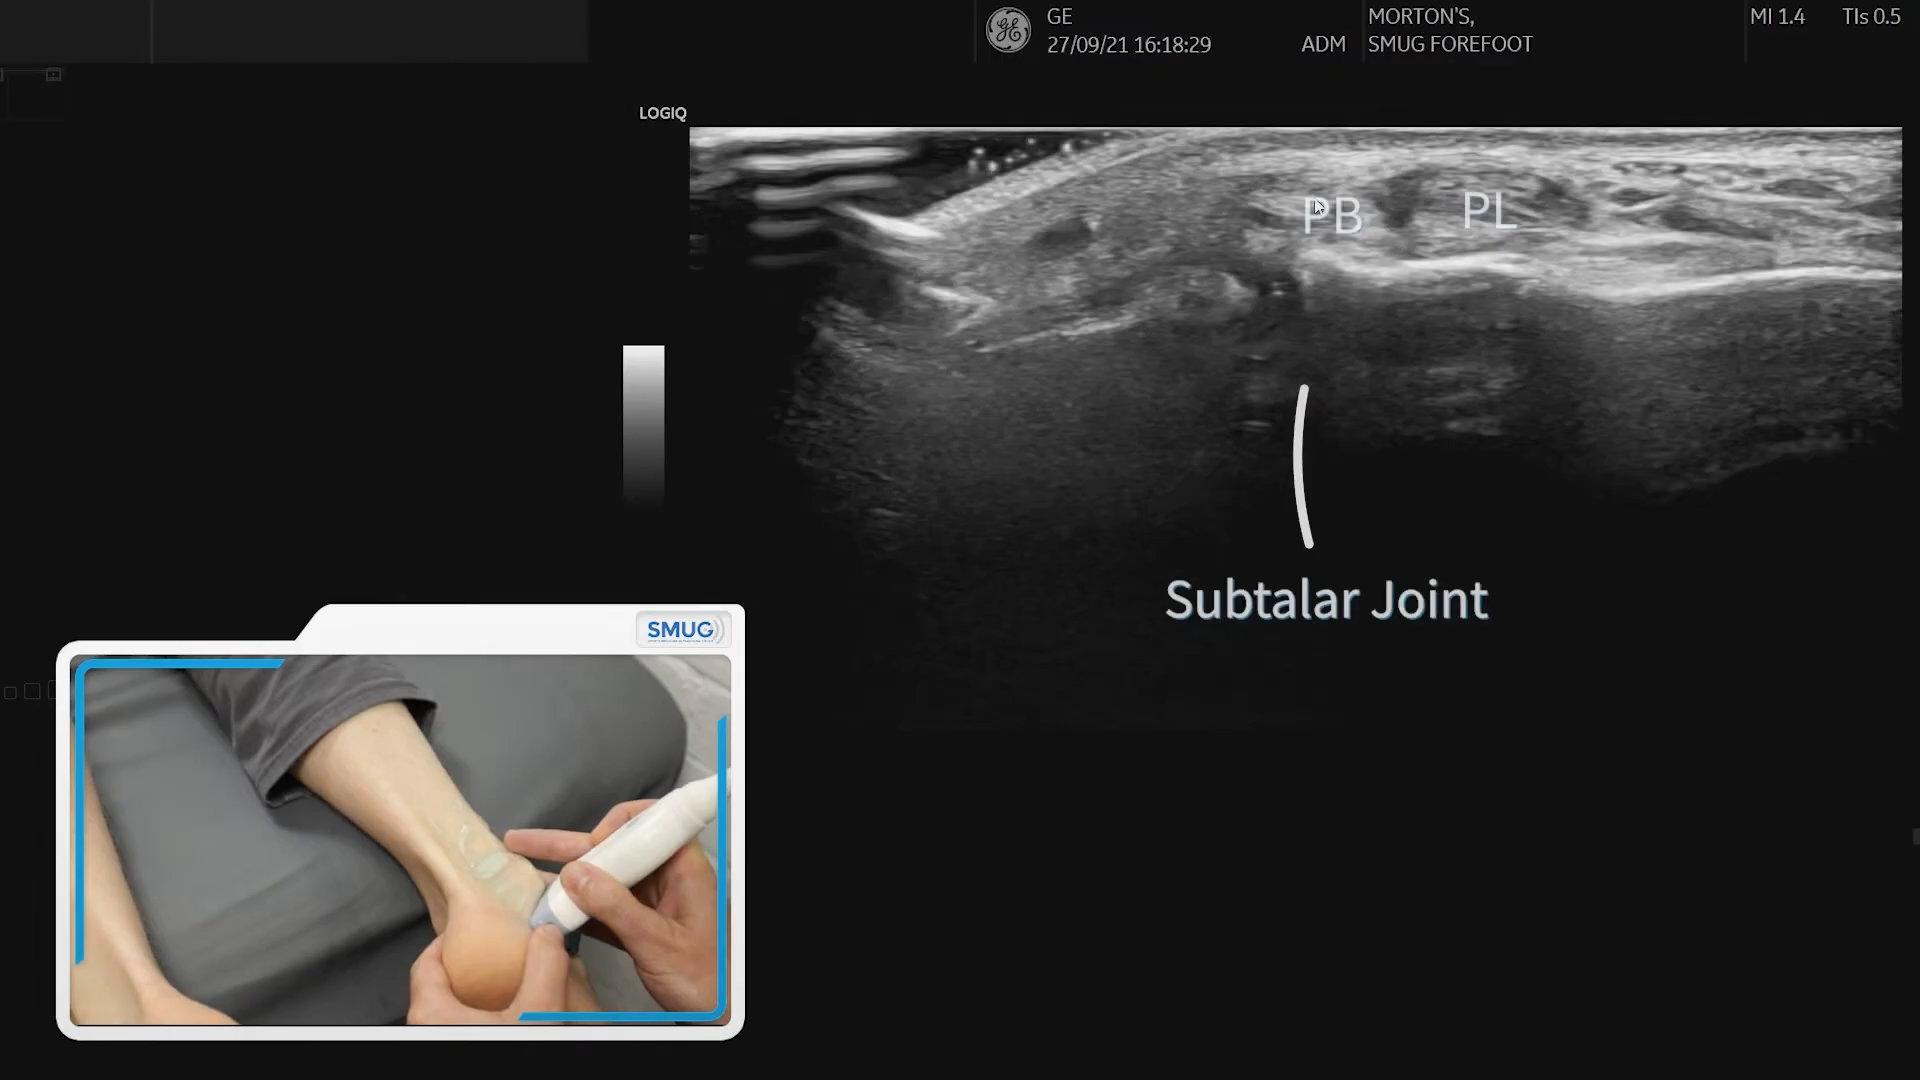 GE
27/09/21 16:18:29
ADM
MORTON'S,
SMUG FOREFOOT
MI 1.4
TIs 0.5
LOGIQ
PB
PL
Subtalar Joint
SMUG